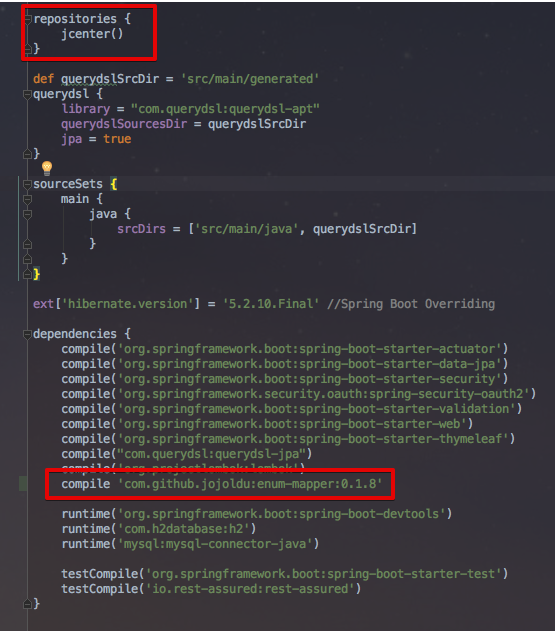 repositories {
jcenter()
}
def querydslSrcDir = 'src/main/generated'
querydsl {
library = "com.querydsl:querydsl-apt"
querydslSourcesDir = querydslSrcDir
jpa = true
}
sourceSets {
main {
java {
srcDirs = ['src/main/java', querydslSrcDir]
}
}
}
ext['hibernate.version'] = '5.2.10.Final' //Spring Boot Overriding
dependencies {
compile('org.springframework.boot:spring-boot-starter-actuator')
compile('org.springframework.boot:spring-boot-starter-data-jpa')
compile('org.springframework.boot:spring-boot-starter-security')
compile('org.springframework.security.oauth:spring-security-oauth2')
compile('org.springframework.boot:spring-boot-starter-validation')
compile('org.springframework.boot:spring-boot-starter-web')
compile('org.springframework.boot:spring-boot-starter-thymeleaf')
compile("com.querydsl:querydsl-jpa")
compile('org.projectlombok:lombok')
compile 'com.github.jojoldu:enum-mapper:0.1.8'
runtime('org.springframework.boot:spring-boot-devtools')
runtime('com.h2database:h2')
runtime('mysql:mysql-connector-java')
testCompile('org.springframework.boot:spring-boot-starter-test')
testCompile('io.rest-assured:rest-assured')
}